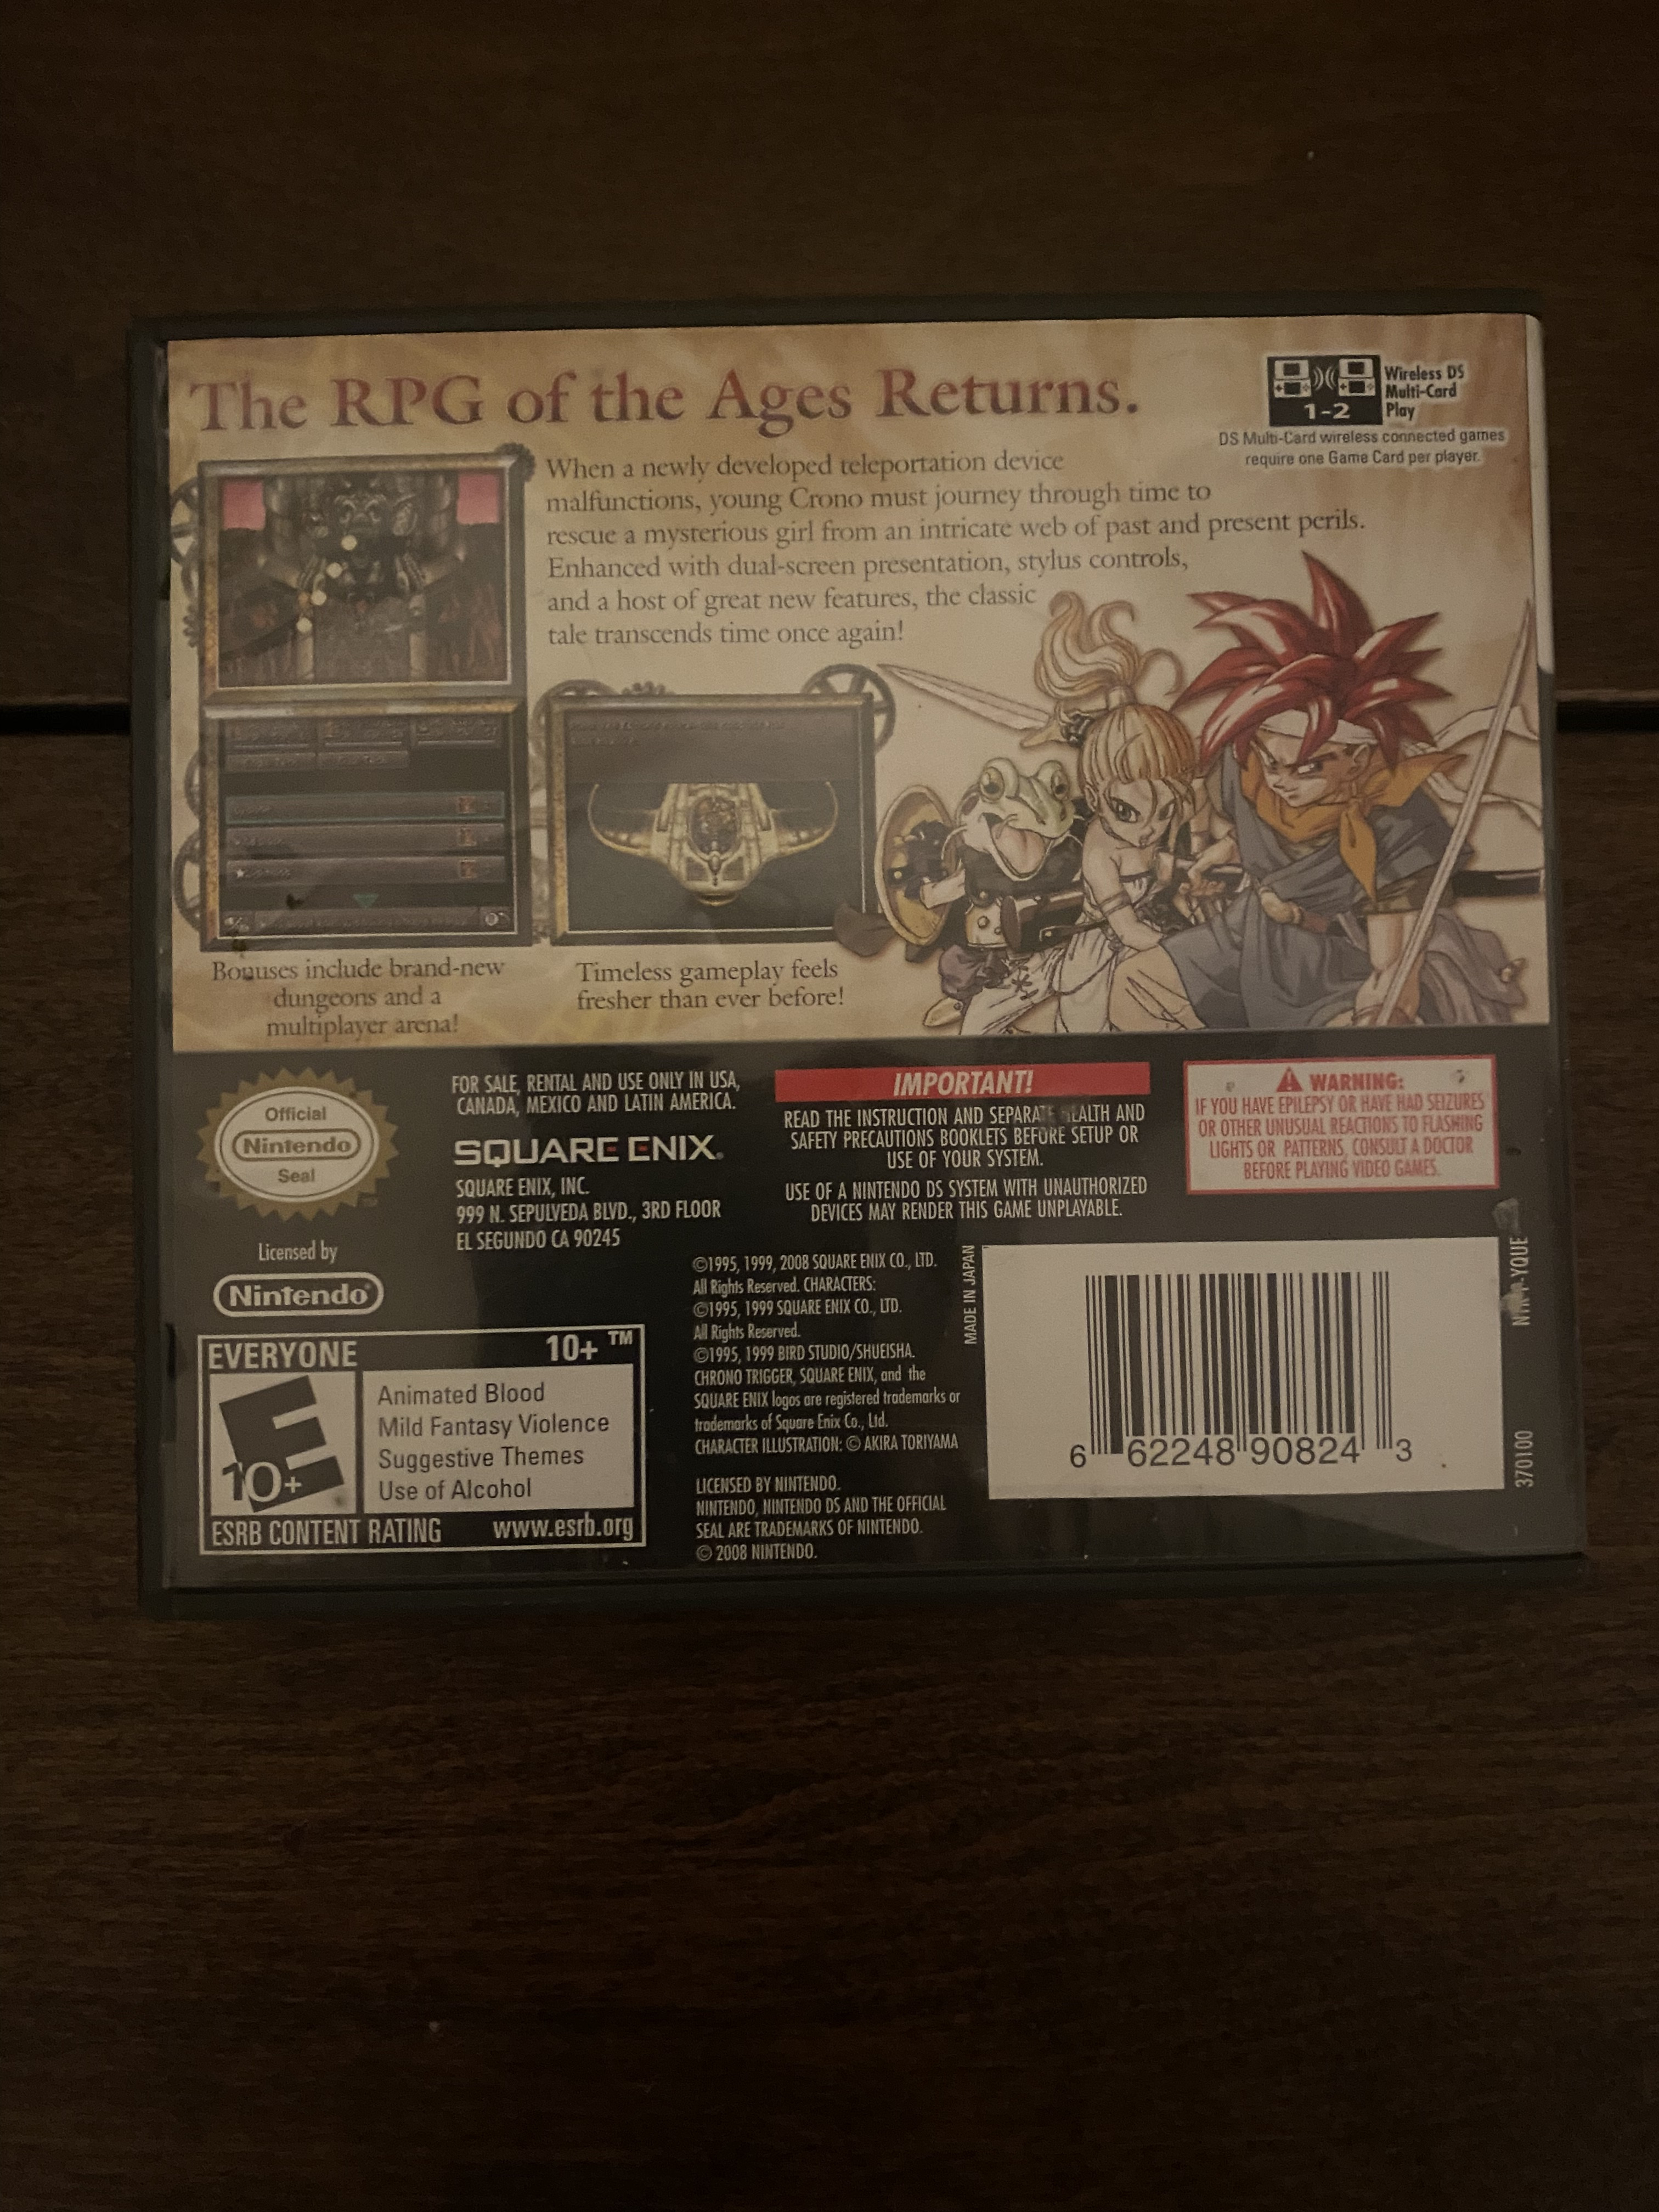 The RPG of the Ages Returns.
1-2
Wireless DS
Multi-Card
Play
DS Multi-Card wireless connected games
require one Game Card per player.
When a newly developed teleportation device
malfunctions, young Crono must journey through time to
rescue a mysterious girl from an intricate web of past and present perils.
Enhanced with dual-screen presentation, stylus controls,
and a host of great new features, the classic
tale transcends time once again!
Bonuses include brand-new
dungeons and a
multiplayer arena!
Timeless gameplay feels
fresher than ever before!
Official
Nintendo
Seal
Licensed by
Nintendo®
FOR SALE, RENTAL AND USE ONLY IN USA,
CANADA, MEXICO AND LATIN AMERICA.
SQUARE ENIX®
SQUARE ENIX, INC.
999 N. SEPULVEDA BLVD., 3RD FLOOR
EL SEGUNDO CA 90245
IMPORTANT!
READ THE INSTRUCTION AND SEPARATE HEALTH AND
SAFETY PRECAUTIONS BOOKLETS BEFORE SETUP OR
USE OF YOUR SYSTEM.
USE OF A NINTENDO DS SYSTEM WITH UNAUTHORIZED
DEVICES MAY RENDER THIS GAME UNPLAYABLE.
WARNING:
IF YOU HAVE EPILEPSY OR HAVE HAD SEIZURES
OR OTHER UNUSUAL REACTIONS TO FLASHING
LIGHTS OR PATTERNS, CONSULT A DOCTOR
BEFORE PLAYING VIDEO GAMES.
EVERYONE 10+ ™
E
10+
Animated Blood
Mild Fantasy Violence
Suggestive Themes
Use of Alcohol
ESRB CONTENT RATING www.esrb.org
©1995, 1999, 2008 SQUARE ENIX CO., LTD.
All Rights Reserved. CHARACTERS:
©1995, 1999 SQUARE ENIX CO., LTD.
All Rights Reserved.
©1995, 1999 BIRD STUDIO/SHUEISHA.
CHRONO TRIGGER, SQUARE ENIX, and the
SQUARE ENIX logos are registered trademarks or
trademarks of Square Enix Co., Ltd.
CHARACTER ILLUSTRATION: © AKIRA TORIYAMA
LICENSED BY NINTENDO.
NINTENDO, NINTENDO DS AND THE OFFICIAL
SEAL ARE TRADEMARKS OF NINTENDO.
© 2008 NINTENDO.
MADE IN JAPAN
6 62248 90824 3
370100